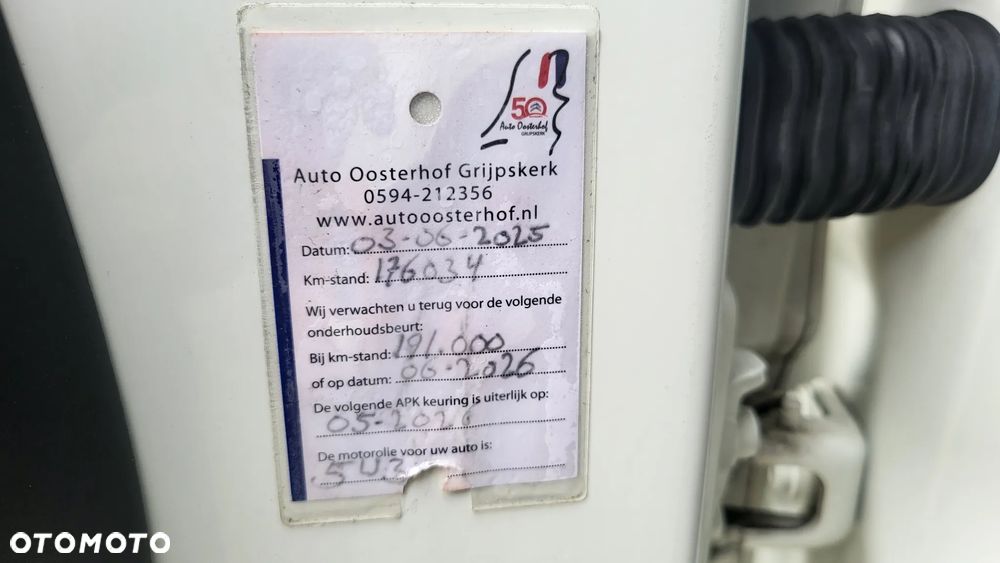 50
Auto Oosterhof
GRIJPSKERK
Auto Oosterhof Grijpskerk
0594-212356
www.autooosterhof.nl
Datum: 03-06-2025
Km-stand: 176034
Wij verwachten u terug voor de volgende
onderhoudsbeurt:
Bij km-stand: 191.000
of op datum: 06-2026
De volgende APK keuring is uiterlijk op:
05-2026
De motorolie voor uw auto is:
OTOMOTO